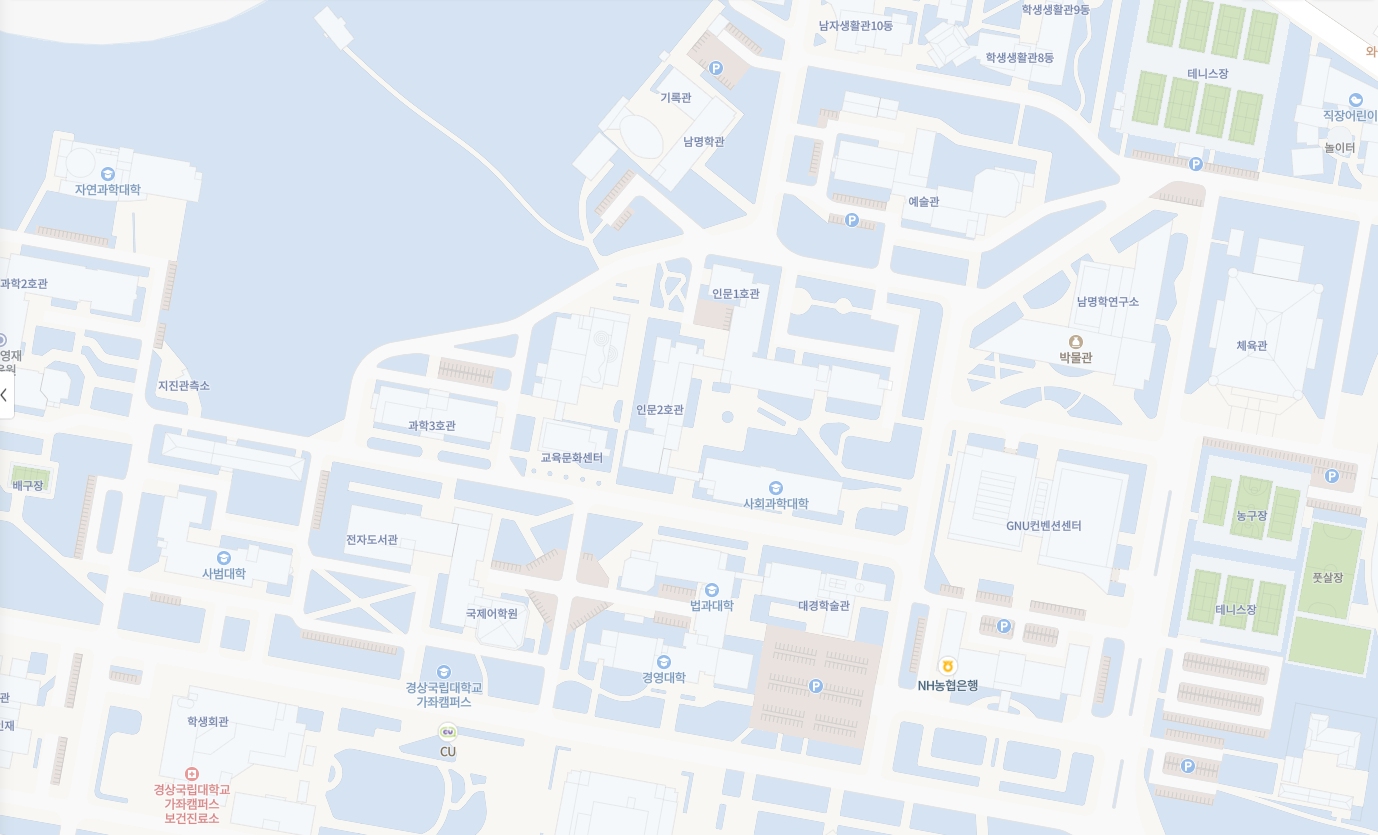 학생생활관9동
남자생활관10동
와
학생생활관8동
P
테니스장
기록관
직장어린이
남명학관
놀이터
P
자연과학대학
예술관
P
과학2호관
인문1호관
남명학연구소
영재
체육관
박물관
지진관측소
인문2호관
과학3호관
교육문화센터
P
배구장
사회과학대학
농구장
GNU컨벤션센터
전자도서관
사범대학
풋살장
법과대학
대경학술관
테니스장
국제어학원
P
경영대학
NH농협은행
경상국립대학교
가좌캠퍼스
P
관
학생회관
인재
CU
P
경상국립대학교
가좌캠퍼스
보건진료소